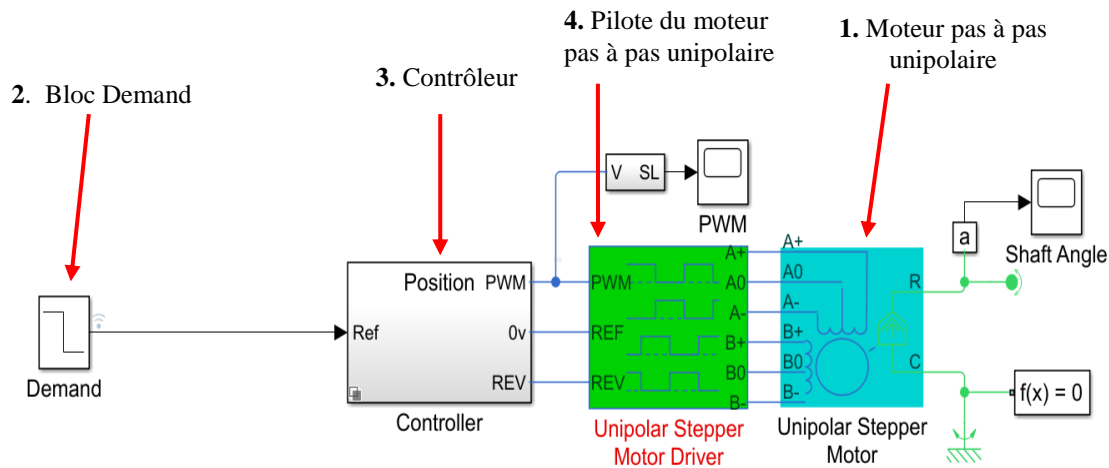 4. Pilote du moteur
pas à pas unipolaire
1. Moteur pas à pas
unipolaire
3. Contrôleur
2. Bloc Demand
V SL
PWM
a
Shaft Angle
Demand
Ref
Position PWM
0v
REV
Controller
PWM
REF
REV
A+
A0
A-
B+
B0
B-
Unipolar Stepper
Motor Driver
A+
A0
A-
B+
B0
B-
R
C
Unipolar Stepper
Motor
f(x) = 0